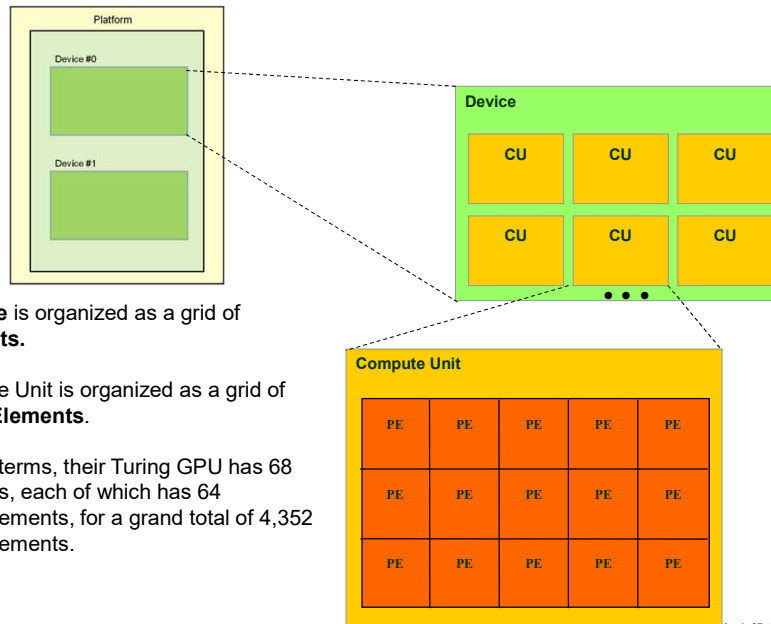 Platform
Device #0
Device #1
Device
CU CU CU
CU CU CU
e is organized as a grid of
ts.
e Unit is organized as a grid of
Elements.
terms, their Turing GPU has 68
s, each of which has 64
ements, for a grand total of 4,352
ements.
Compute Unit
PE PE PE PE PE
PE PE PE PE PE
PE PE PE PE PE